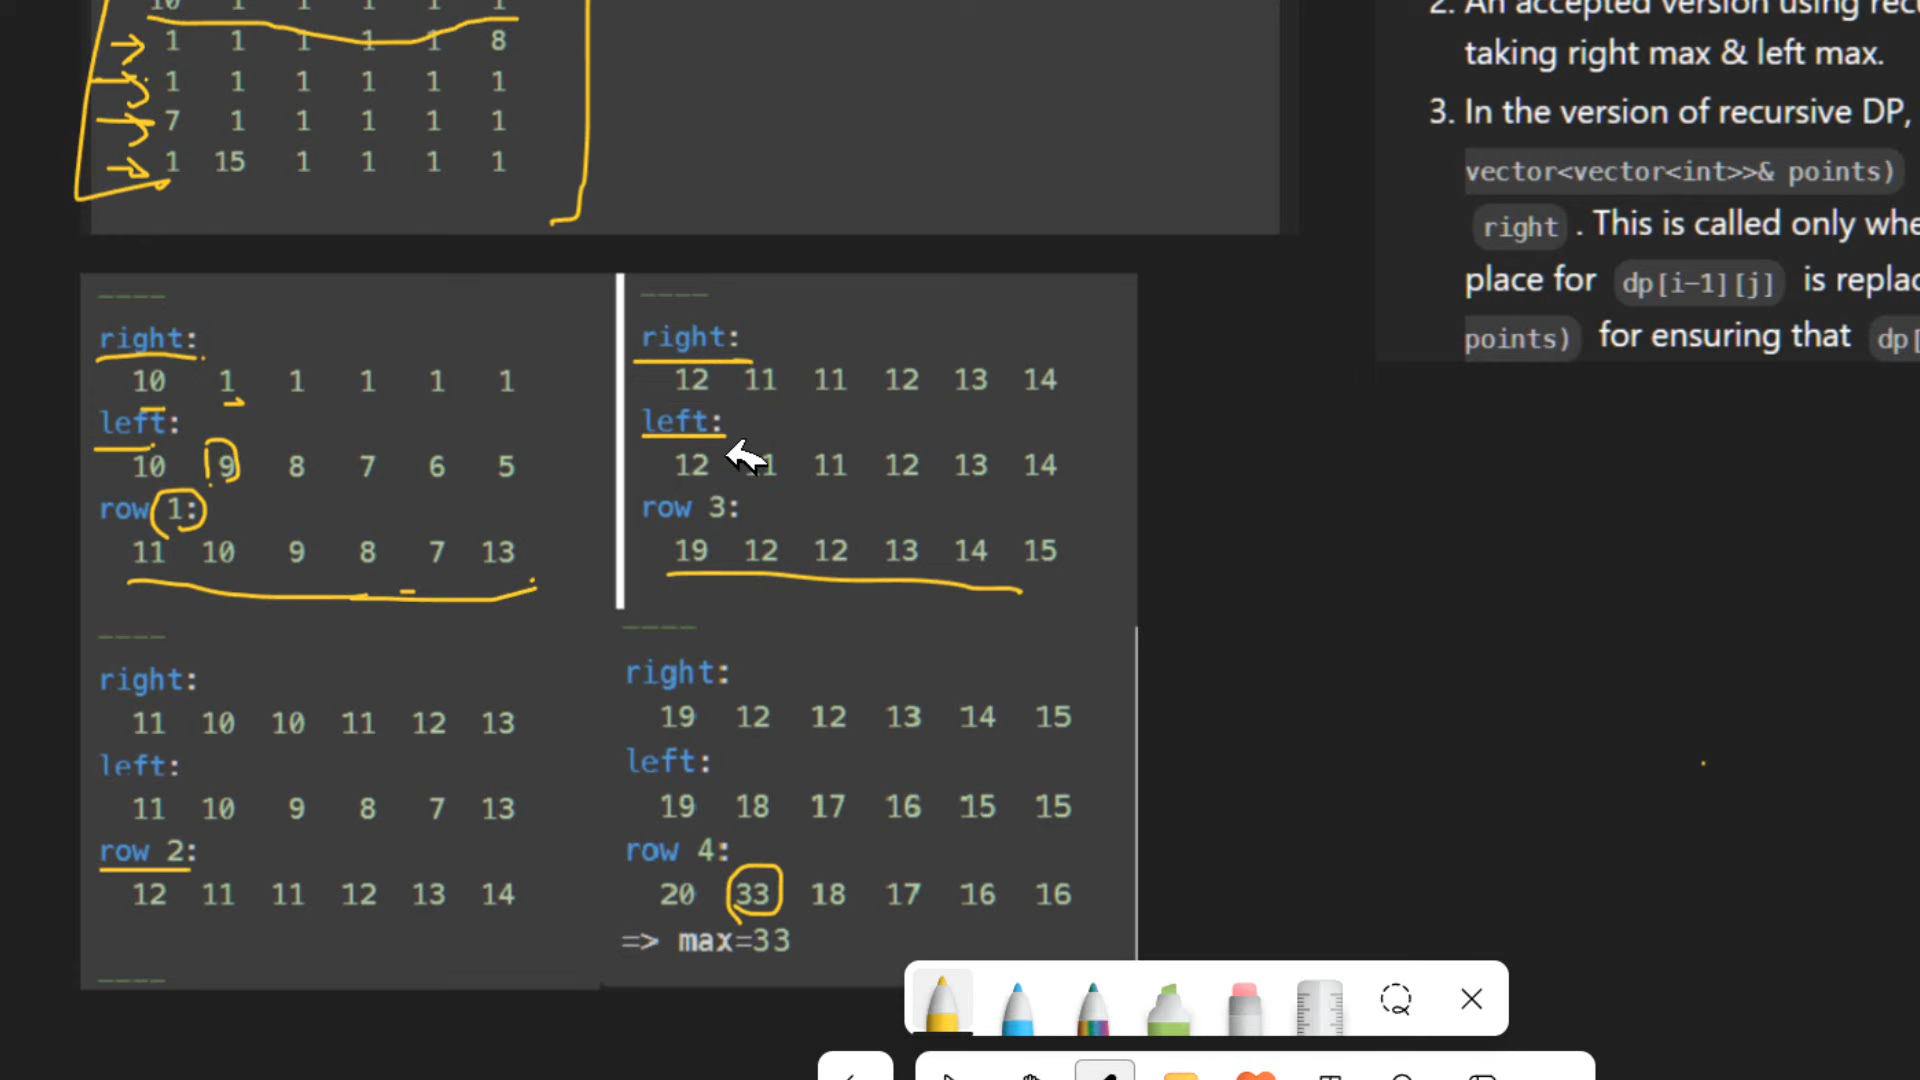 10 1 1 1 1 1
1 1 1 1 1 8
1 1 1 1 1 1
7 1 1 1 1 1
1 15 1 1 1 1
----
right:
10 1 1 1 1 1
left:
10 9 8 7 6 5
row 1:
11 10 9 8 7 13
----
right:
11 10 10 11 12 13
left:
11 10 9 8 7 13
row 2:
12 11 11 12 13 14
----
----
right:
12 11 11 12 13 14
left:
12 11 11 12 13 14
row 3:
19 12 12 13 14 15
----
right:
19 12 12 13 14 15
left:
19 18 17 16 15 15
row 4:
20 33 18 17 16 16
=> max=33
2. An accepted version using
taking right max & left max.
3. In the version of recursive DP,
vector<vector<int>>& points)
right . This is called only
place for dp[i-1][j] is
points) for ensuring that dp[